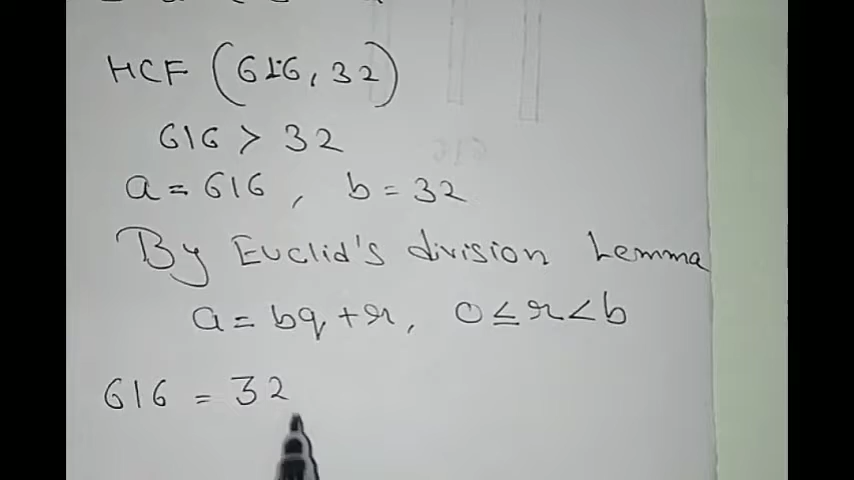 HCF (616, 32)
616 > 32
a = 616 , b = 32
By Euclid's division Lemma
a = bq + r, 0 ≤ r < b
616 = 32